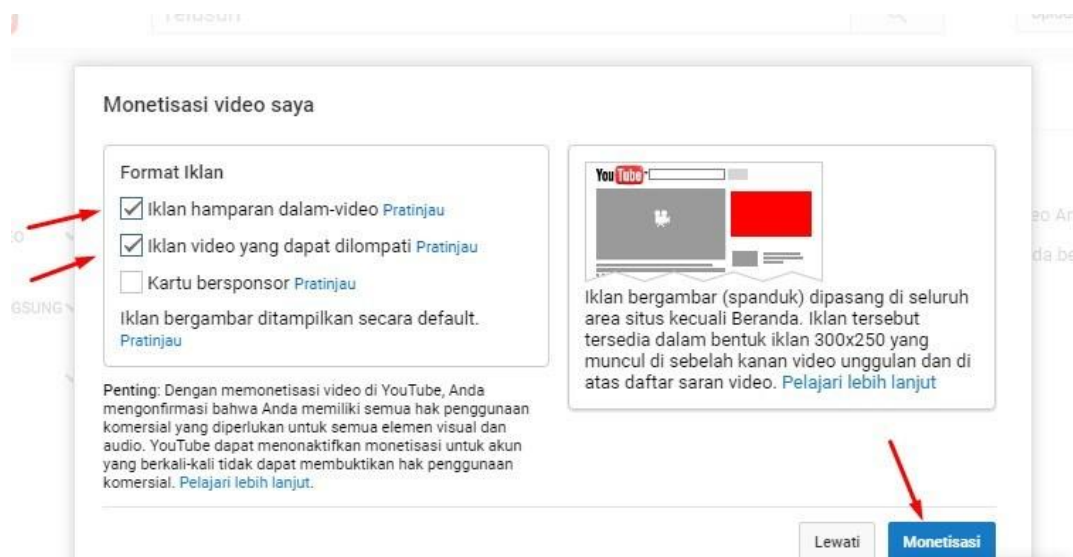 Telusuri
Monetisasi video saya
Format Iklan
Iklan hamparan dalam-video Pratinjau
Iklan video yang dapat dilompati Pratinjau
Kartu bersponsor Pratinjau
Iklan bergambar ditampilkan secara default.
Pratinjau
YouTube
Iklan bergambar (spanduk) dipasang di seluruh
area situs kecuali Beranda. Iklan tersebut
tersedia dalam bentuk iklan 300x250 yang
muncul di sebelah kanan video unggulan dan di
atas daftar saran video. Pelajari lebih lanjut
Penting: Dengan memonetisasi video di YouTube, Anda
mengonfirmasi bahwa Anda memiliki semua hak penggunaan
komersial yang diperlukan untuk semua elemen visual dan
audio. YouTube dapat menonaktifkan monetisasi untuk akun
yang berkali-kali tidak dapat membuktikan hak penggunaan
komersial. Pelajari lebih lanjut.
Lewati
Monetisasi